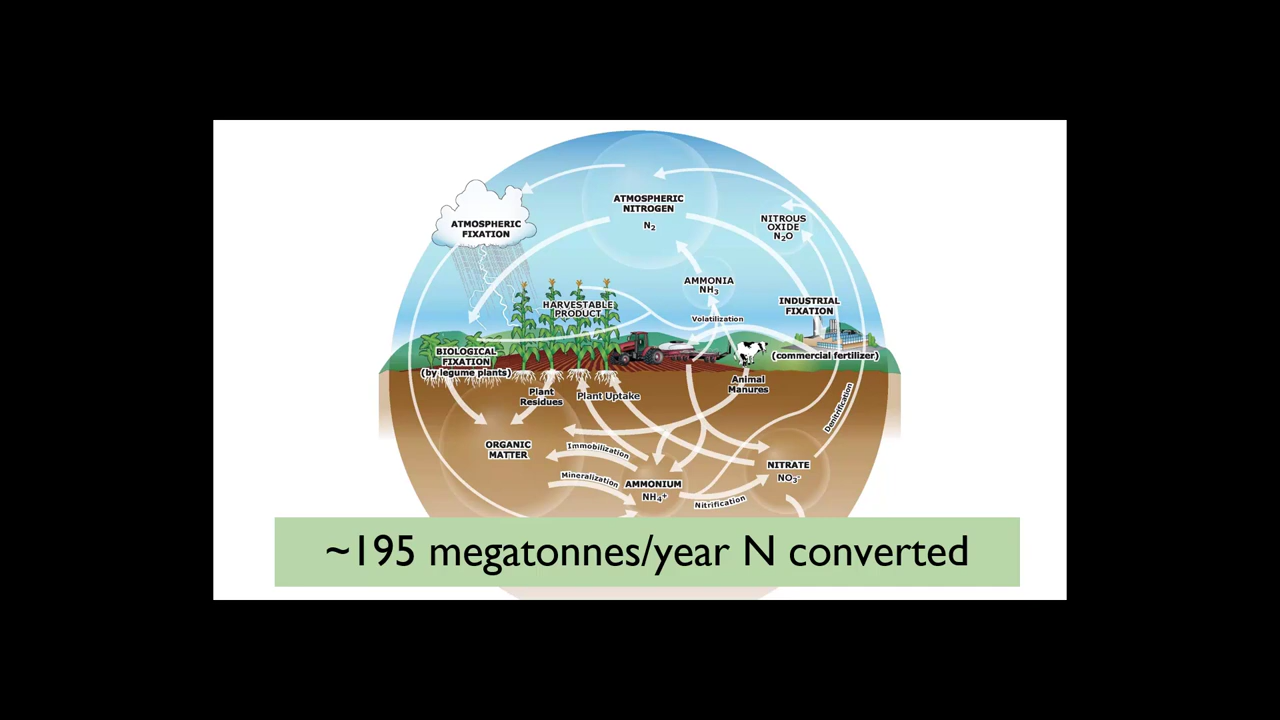 ATMOSPHERIC
NITROGEN
N₂
ATMOSPHERIC
FIXATION
NITROUS
OXIDE
N₂O
AMMONIA
NH₃
HARVESTABLE
PRODUCT
INDUSTRIAL
FIXATION
Volatilization
BIOLOGICAL
FIXATION
(by legume plants)
(commercial fertilizer)
Animal
Manures
Plant
Residues
Plant Uptake
Denitrification
ORGANIC
MATTER
Immobilization
Mineralization
AMMONIUM
NH₄⁺
Nitrification
NITRATE
NO₃⁻
~195 megatonnes/year N converted